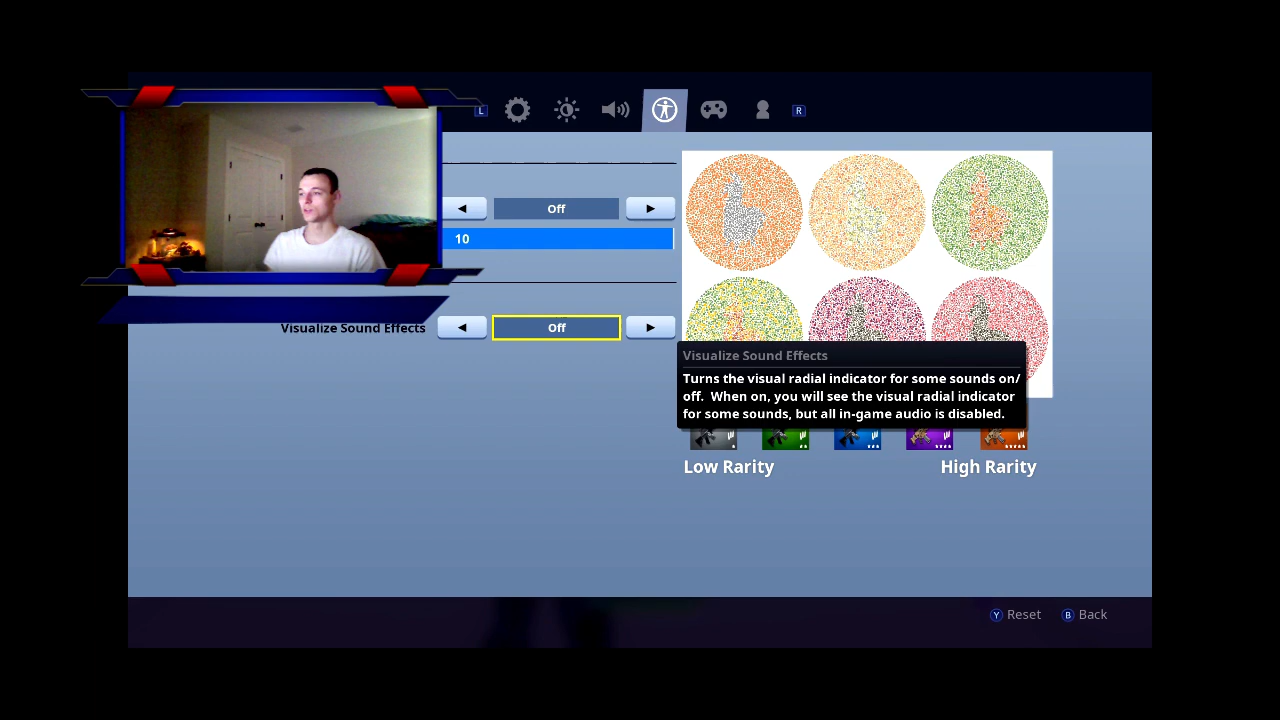 L
R
Off
10
Visualize Sound Effects
Off
Visualize Sound Effects
Turns the visual radial indicator for some sounds on/
off. When on, you will see the visual radial indicator
for some sounds, but all in-game audio is disabled.
Low Rarity
High Rarity
Y Reset
B Back